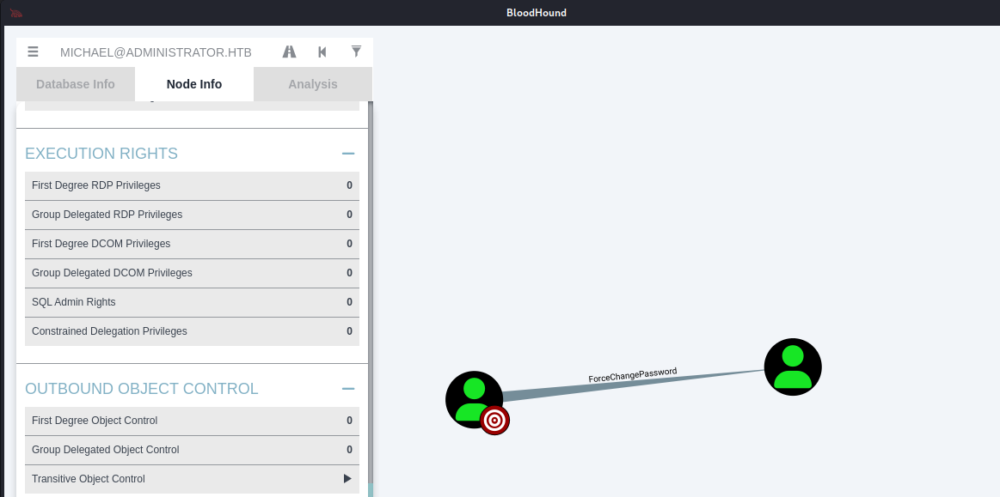 BloodHound
MICHAEL@ADMINISTRATOR.HTB
Database Info Node Info Analysis
EXECUTION RIGHTS
First Degree RDP Privileges 0
Group Delegated RDP Privileges 0
First Degree DCOM Privileges 0
Group Delegated DCOM Privileges 0
SQL Admin Rights 0
Constrained Delegation Privileges 0
OUTBOUND OBJECT CONTROL
First Degree Object Control 0
Group Delegated Object Control 0
Transitive Object Control
ForceChangePassword